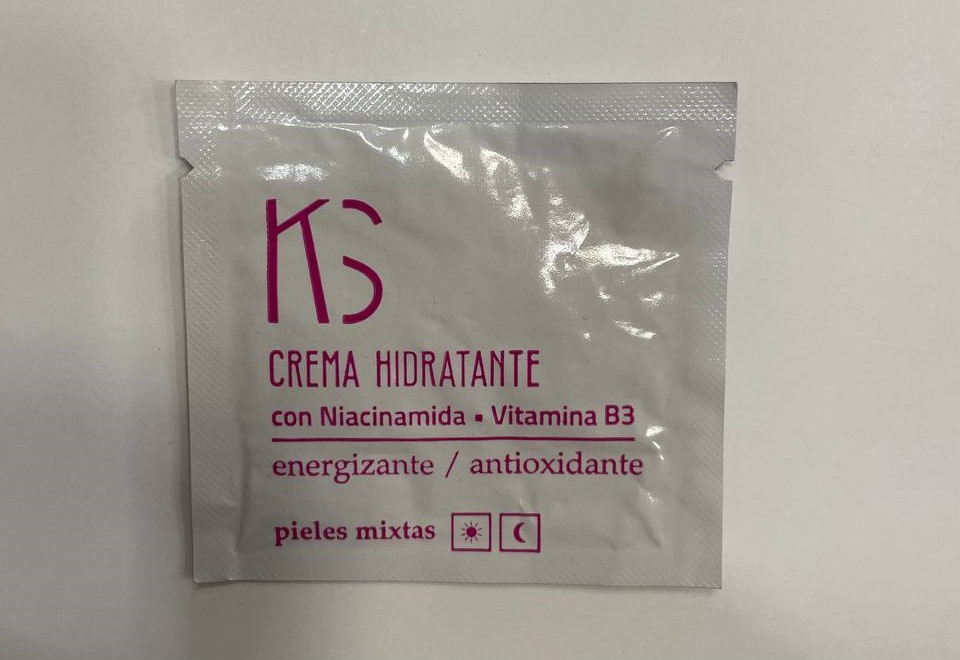 KS
CREMA HIDRATANTE
con Niacinamida ▪ Vitamina B3
energizante / antioxidante
pieles mixtas